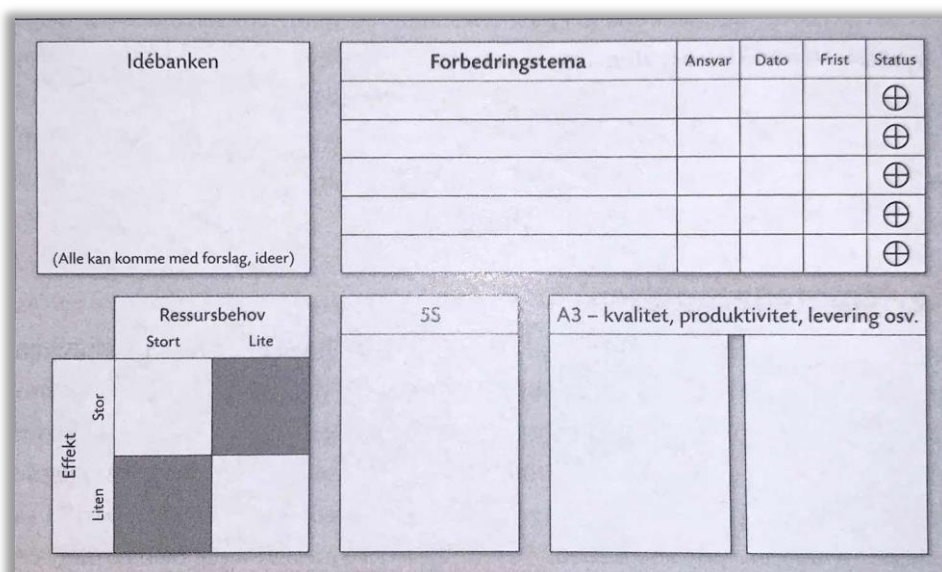 Idébanken
(Alle kan komme med forslag, ideer)
Forbedringstema Ansvar Dato Frist Status
Ressursbehov
Stort Lite
Effekt
Stor
Liten
5S
A3 – kvalitet, produktivitet, levering osv.